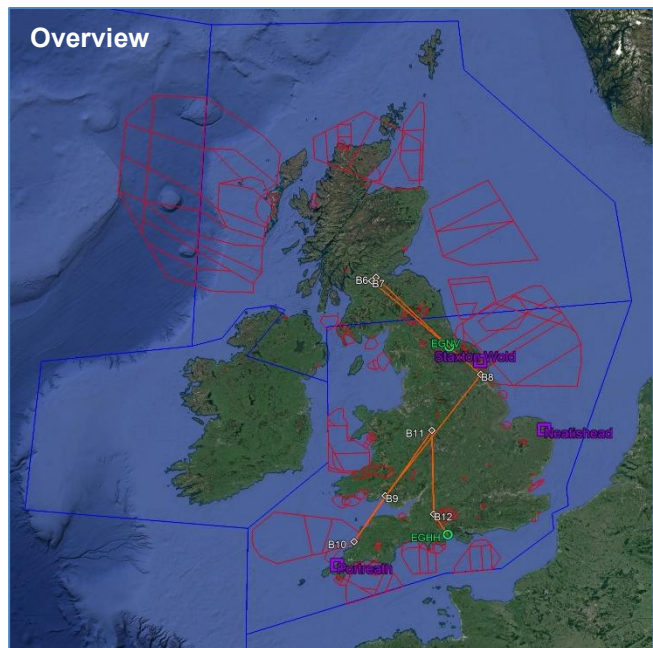 Overview
B6
B7
EGNV
Staxton Wold
B8
B11
Neatishead
B9
B12
B10
EGHH
Portreath